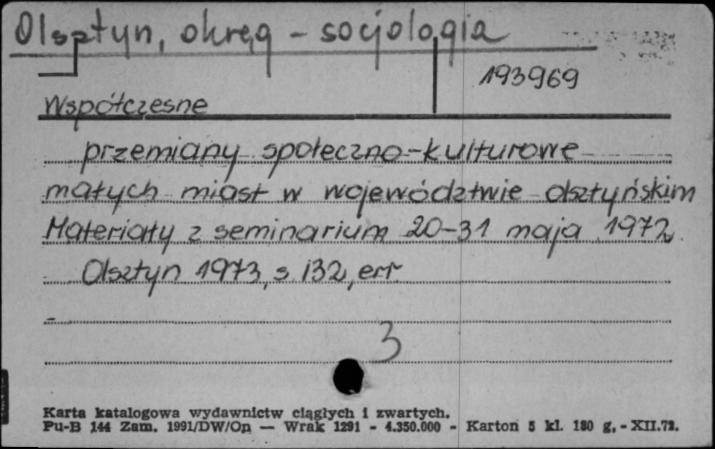 Olsztyn, okręg - socjologia
193969
Współczesne
przemiany społeczno-kulturowe
małych miast w województwie olsztyńskim
Materiały z seminarium 20-31 maja 1972
Olsztyn 1973, s. 132, err.
3
Karta katalogowa wydawnictw ciągłych i zwartych.
Pu-B 144 Zam. 1991/DW/Op — Wrak 1291 - 4.350.000 - Karton 5 kl. 180 g, - XII.72.